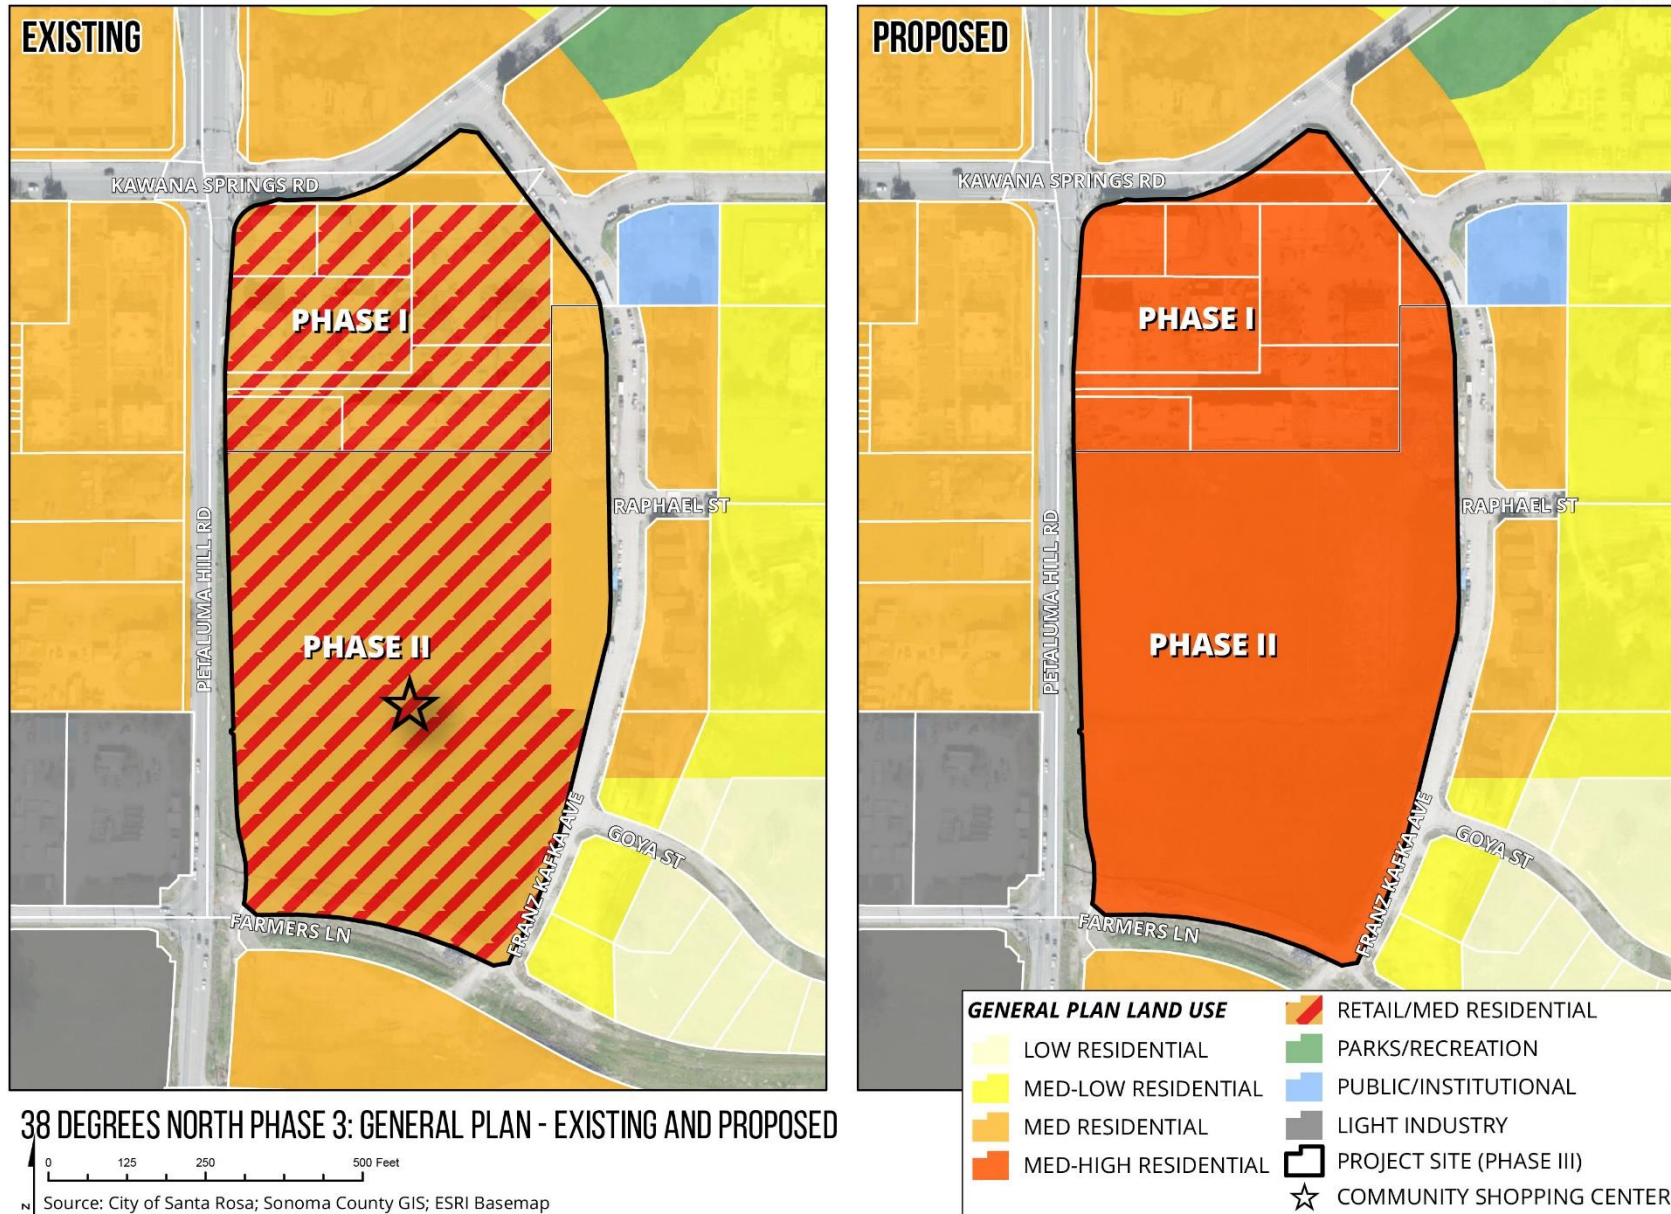 EXISTING
KAWANA SPRINGS RD
PHASE I
RAPHAEL ST
PETALUMA HILL RD
PHASE II
GOYA ST
FRANZ KAFKA AVE
FARMERS LN
PROPOSED
KAWANA SPRINGS RD
PHASE I
RAPHAEL ST
PETALUMA HILL RD
PHASE II
GOYA ST
FRANZ KAFKA AVE
FARMERS LN
GENERAL PLAN LAND USE
LOW RESIDENTIAL
MED-LOW RESIDENTIAL
MED RESIDENTIAL
MED-HIGH RESIDENTIAL
RETAIL/MED RESIDENTIAL
PARKS/RECREATION
PUBLIC/INSTITUTIONAL
LIGHT INDUSTRY
PROJECT SITE (PHASE III)
COMMUNITY SHOPPING CENTER
38 DEGREES NORTH PHASE 3: GENERAL PLAN - EXISTING AND PROPOSED
0 125 250 500 Feet
N
Source: City of Santa Rosa; Sonoma County GIS; ESRI Basemap